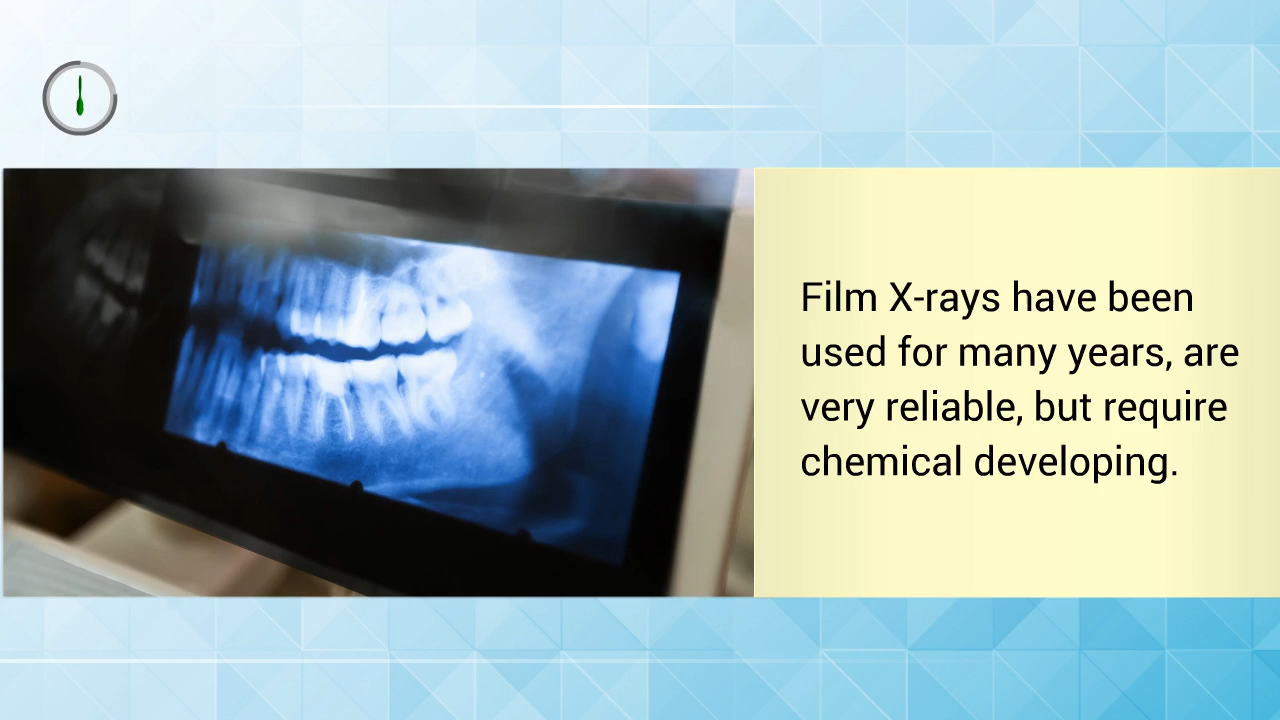 Film X-rays have been
used for many years, are
very reliable, but require
chemical developing.